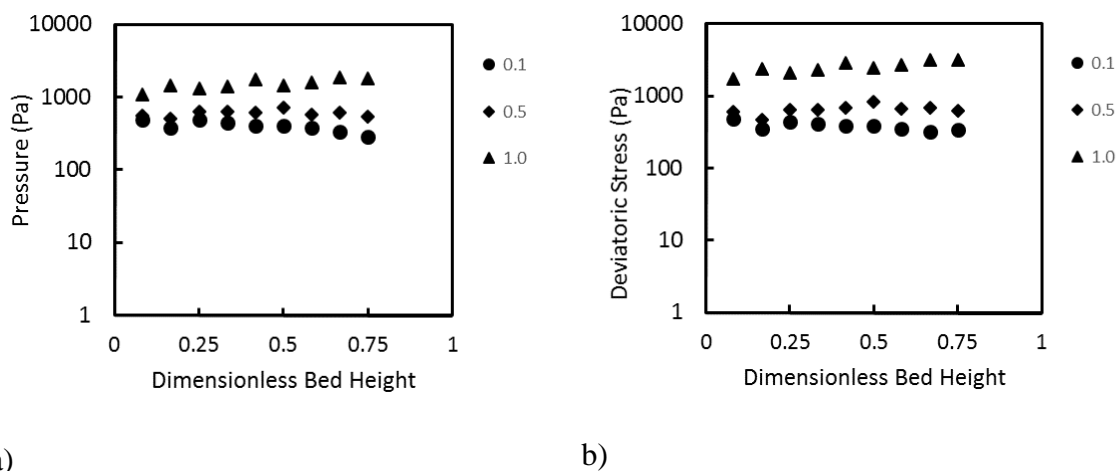 10000
1000
100
10
1
Pressure (Pa)
0 0.25 0.5 0.75 1
Dimensionless Bed Height
0.1
0.5
1.0
10000
1000
100
10
1
Deviatoric Stress (Pa)
0 0.25 0.5 0.75 1
Dimensionless Bed Height
0.1
0.5
1.0
a)
b)